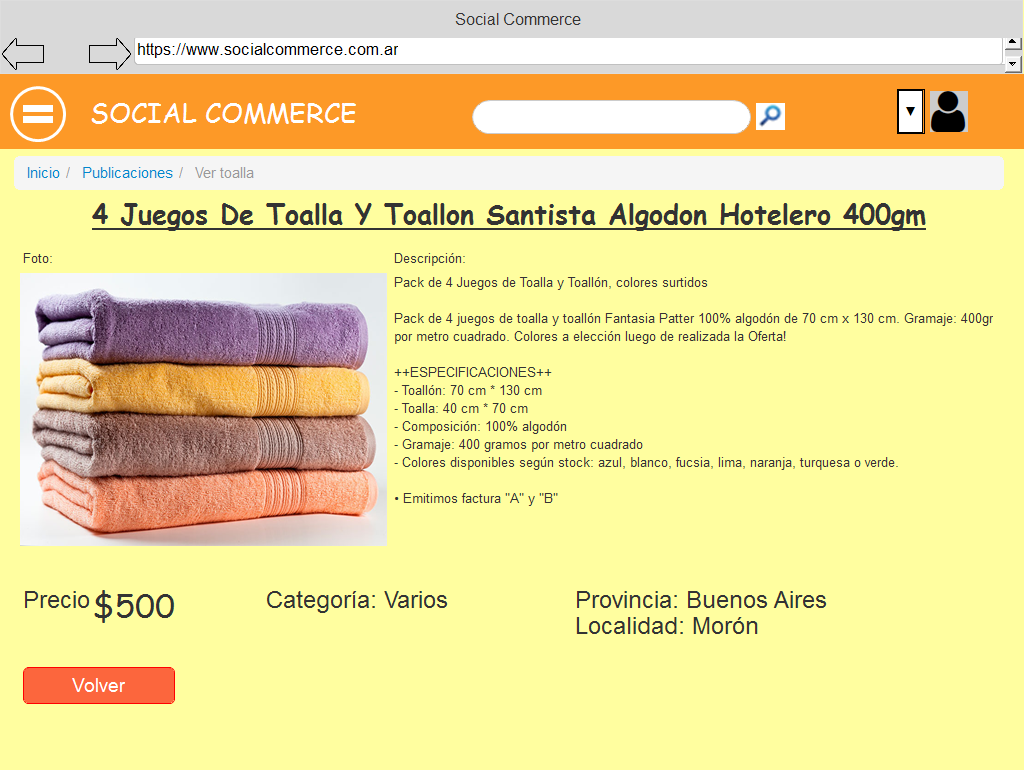 Social Commerce
https://www.socialcommerce.com.ar
SOCIAL COMMERCE
Inicio / Publicaciones / Ver toalla
4 Juegos De Toalla Y Toallon Santista Algodon Hotelero 400gm
Foto:
Descripción:
Pack de 4 Juegos de Toalla y Toallón, colores surtidos
Pack de 4 juegos de toalla y toallón Fantasia Patter 100% algodón de 70 cm x 130 cm. Gramaje: 400gr
por metro cuadrado. Colores a elección luego de realizada la Oferta!
++ESPECIFICACIONES++
- Toallón: 70 cm * 130 cm
- Toalla: 40 cm * 70 cm
- Composición: 100% algodón
- Gramaje: 400 gramos por metro cuadrado
- Colores disponibles según stock: azul, blanco, fucsia, lima, naranja, turquesa o verde.
• Emitimos factura "A" y "B"
Precio $500
Categoría: Varios
Provincia: Buenos Aires
Localidad: Morón
Volver